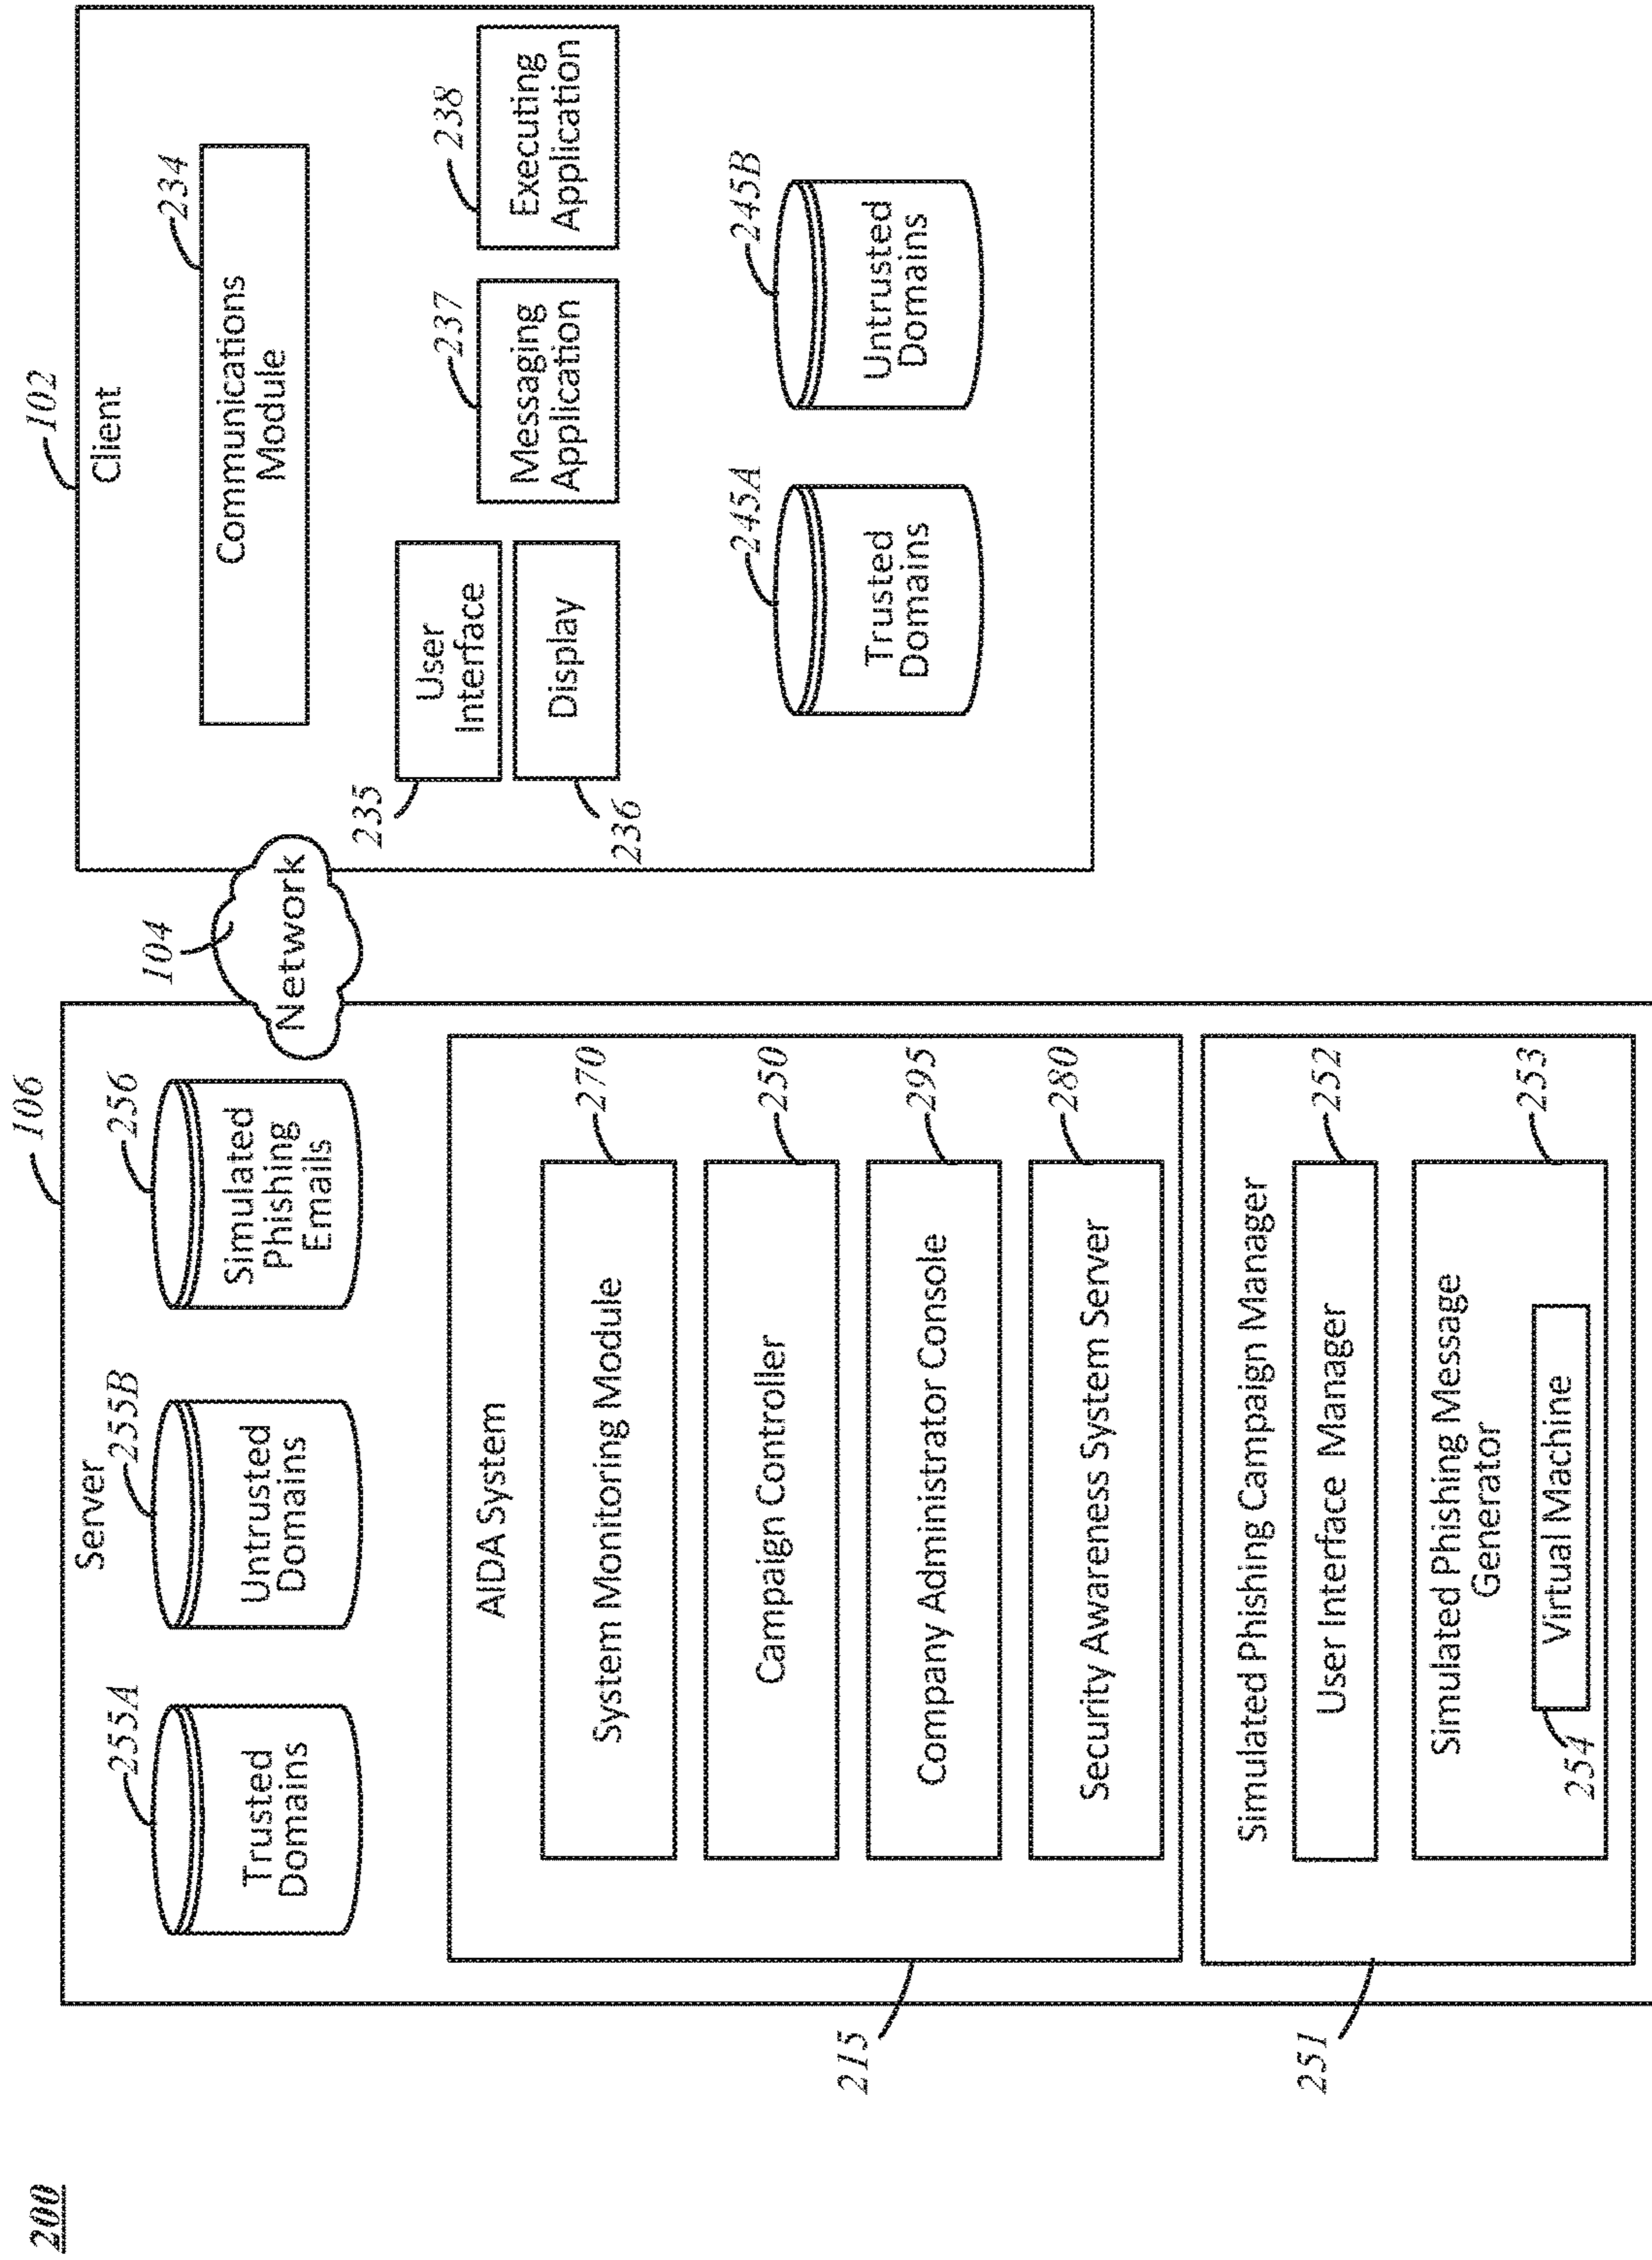 200
106
Server
255A
Trusted
Domains
255B
Untrusted
Domains
256
Simulated
Phishing
Emails
AIDA System
215
System Monitoring Module
270
Campaign Controller
250
Company Administrator Console
295
Security Awareness System Server
280
Simulated Phishing Campaign Manager
251
User Interface Manager
252
Simulated Phishing Message
Generator
253
Virtual Machine
254
104
Network
102
Client
Communications
Module
234
235
User
Interface
Display
236
237
Messaging
Application
238
Executing
Application
245A
Trusted
Domains
245B
Untrusted
Domains